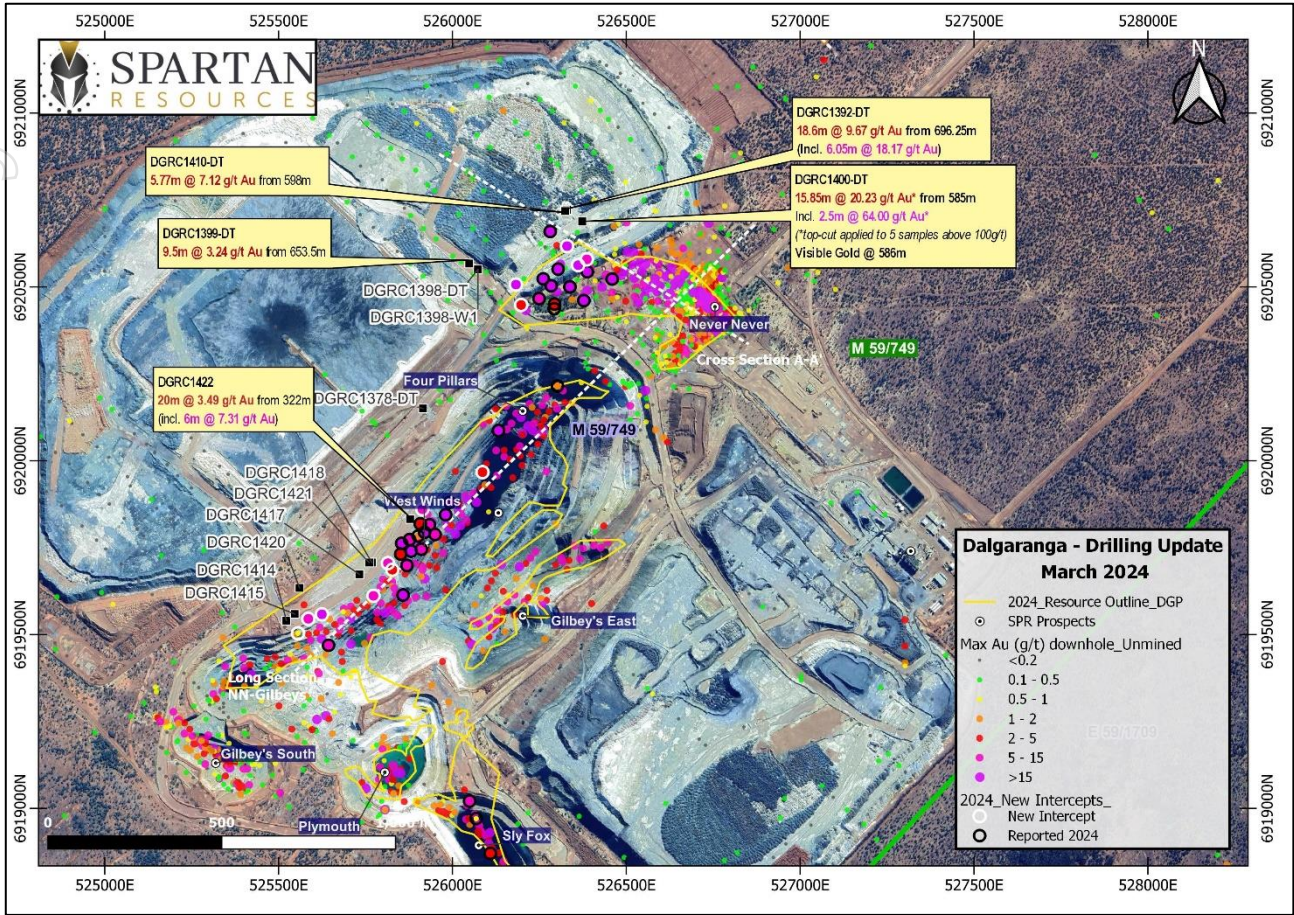 525000E
525500E
526000E
526500E
527000E
527500E
528000E
SPARTAN
RESOURCES
N
6921000N
6920500N
6920000N
6919500N
6919000N
6921000N
6920500N
6920000N
6919500N
6919000N
DGRC1392-DT
18.6m @ 9.67 g/t Au from 696.25m
(Incl. 6.05m @ 18.17 g/t Au)
DGRC1410-DT
5.77m @ 7.12 g/t Au from 598m
DGRC1400-DT
15.85m @ 20.23 g/t Au* from 585m
Incl. 2.5m @ 64.00 g/t Au*
(*top-cut applied to 5 samples above 100g/t)
Visible Gold @ 586m
DGRC1399-DT
9.5m @ 3.24 g/t Au from 653.5m
DGRC1398-DT
DGRC1398-W1
Never Never
Cross Section A-A
M 59/749
DGRC1422
20m @ 3.49 g/t Au from 322m
(incl. 6m @ 7.31 g/t Au)
DGRC1378-DT
Four Pillars
M 59/749
DGRC1418
DGRC1421
DGRC1417
DGRC1420
DGRC1414
DGRC1415
West Winds
Gilbey's East
Long Section
NN-Gilbeys
Gilbey's South
Plymouth
Sly Fox
E 59/1709
0
500
Dalgaranga - Drilling Update
March 2024
2024_Resource Outline_DGP
SPR Prospects
Max Au (g/t) downhole_Unmined
<0.2
0.1 - 0.5
0.5 - 1
1 - 2
2 - 5
5 - 15
>15
2024_New Intercepts_
New Intercept
Reported 2024
525000E
525500E
526000E
526500E
527000E
527500E
528000E